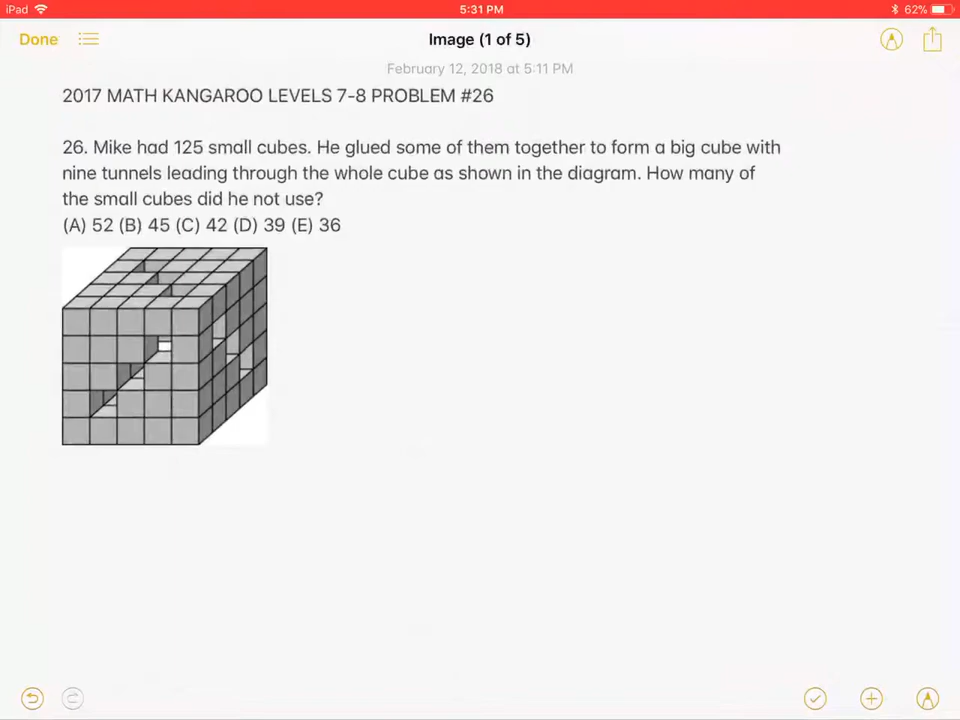 iPad 5:31 PM 62%
Done Image (1 of 5)
February 12, 2018 at 5:11 PM
2017 MATH KANGAROO LEVELS 7-8 PROBLEM #26
26. Mike had 125 small cubes. He glued some of them together to form a big cube with
nine tunnels leading through the whole cube as shown in the diagram. How many of
the small cubes did he not use?
(A) 52 (B) 45 (C) 42 (D) 39 (E) 36